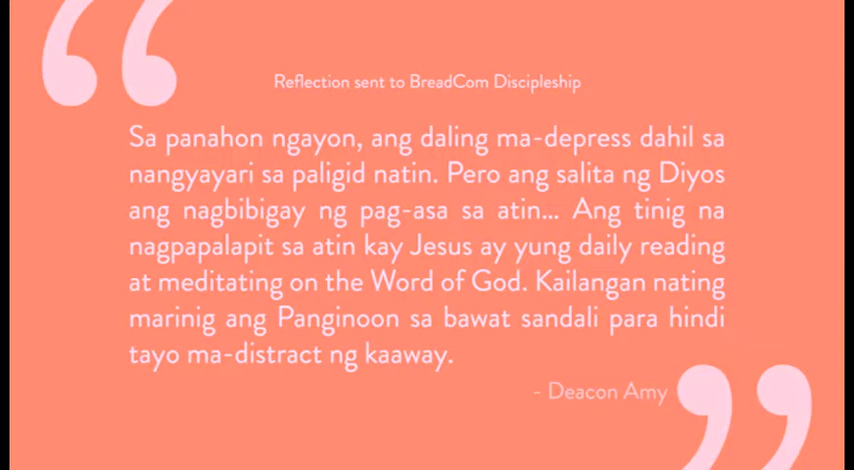 Reflection sent to BreadCom Discipleship
Sa panahon ngayon, ang daling ma-depress dahil sa
nangyayari sa paligid natin. Pero ang salita ng Diyos
ang nagbibigay ng pag-asa sa atin... Ang tinig na
nagpapalapit sa atin kay Jesus ay yung daily reading
at meditating on the Word of God. Kailangan nating
marinig ang Panginoon sa bawat sandali para hindi
tayo ma-distract ng kaaway.
- Deacon Amy